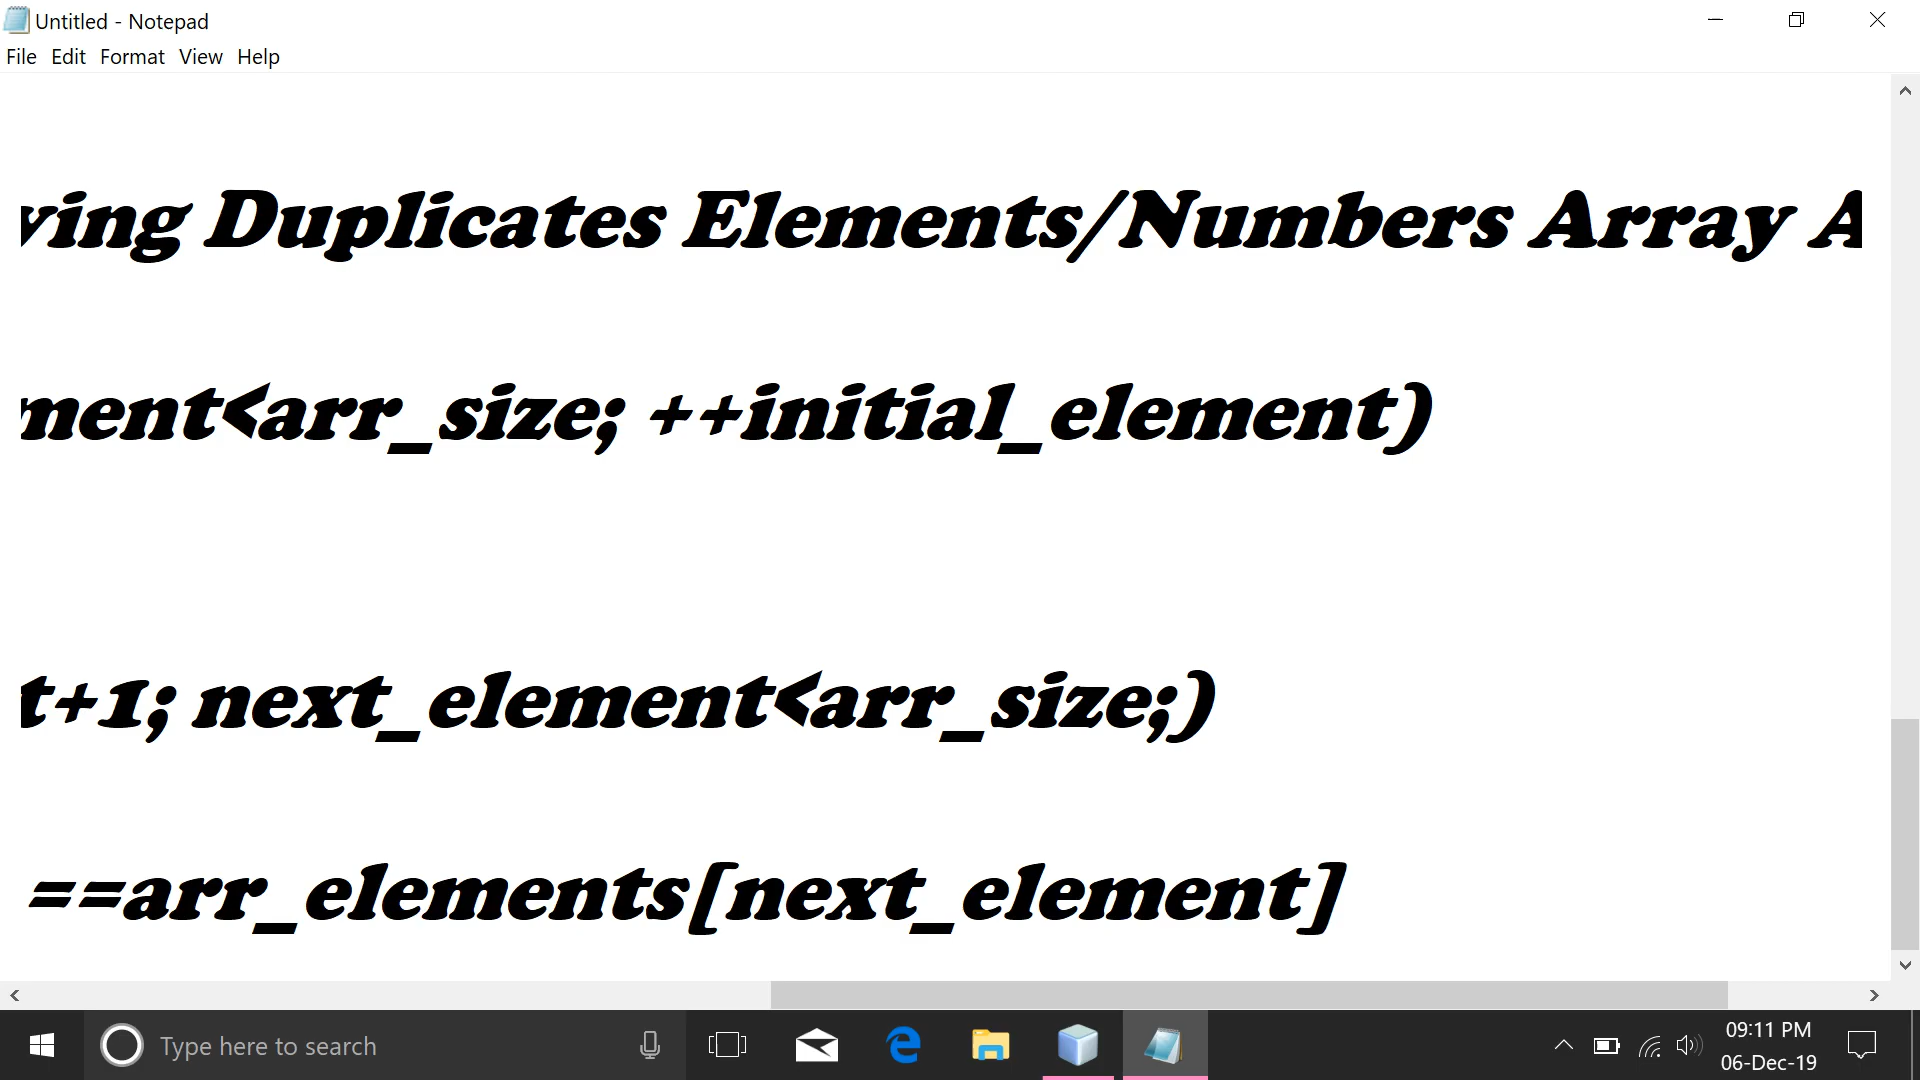 Untitled - Notepad
File Edit Format View Help
ving Duplicates Elements/Numbers Array A
ment<arr_size; ++initial_element)
t+1; next_element<arr_size;)
==arr_elements[next_element]
Type here to search
09:11 PM
06-Dec-19